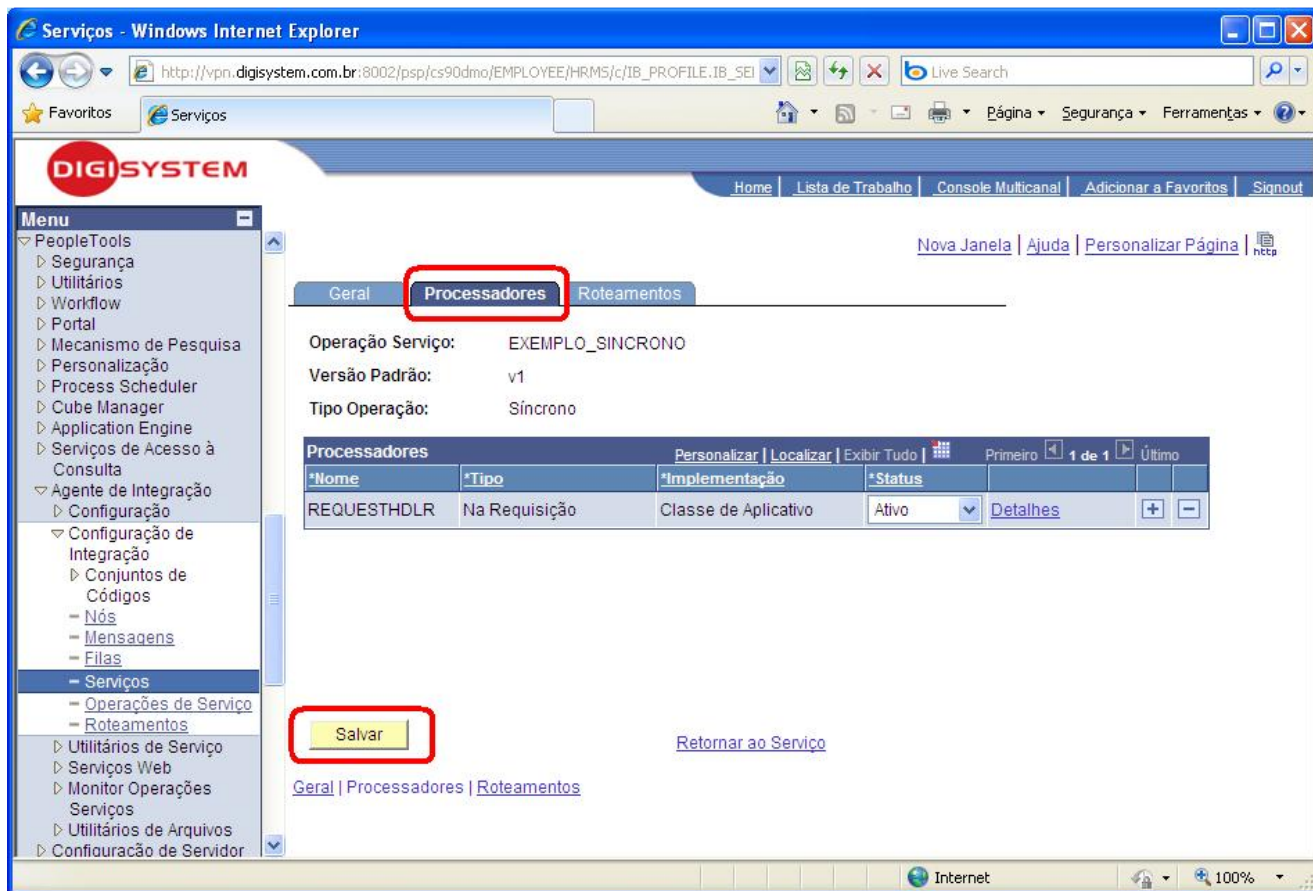 Serviços - Windows Internet Explorer
http://vpn.digisystem.com.br:8002/psp/cs90dmo/EMPLOYEE/HRMS/c/IB_PROFILE.IB_SEI
Live Search
Favoritos
Serviços
Página
Segurança
Ferramentas
DIGISYSTEM
Home | Lista de Trabalho | Console Multicanal | Adicionar a Favoritos | Signout
Menu
PeopleTools
Segurança
Utilitários
Workflow
Portal
Mecanismo de Pesquisa
Personalização
Process Scheduler
Cube Manager
Application Engine
Serviços de Acesso à
Consulta
Agente de Integração
Configuração
Configuração de
Integração
Conjuntos de
Códigos
Nós
Mensagens
Filas
Serviços
Operações de Serviço
Roteamentos
Utilitários de Serviço
Serviços Web
Monitor Operações
Serviços
Utilitários de Arquivos
Configuração de Servidor
Nova Janela | Ajuda | Personalizar Página | http
Geral Processadores Roteamentos
Operação Serviço: EXEMPLO_SINCRONO
Versão Padrão: v1
Tipo Operação: Síncrono
Processadores Personalizar | Localizar | Exibir Tudo | Primeiro 1 de 1 Último
*Nome *Tipo *Implementação *Status
REQUESTHDLR Na Requisição Classe de Aplicativo Ativo Detalhes + -
Salvar
Retornar ao Serviço
Geral | Processadores | Roteamentos
Internet
100%